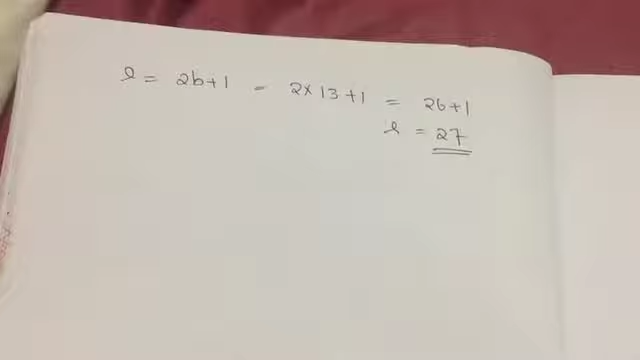 l = 2b+1 = 2×13+1 = 26+1
l = 27